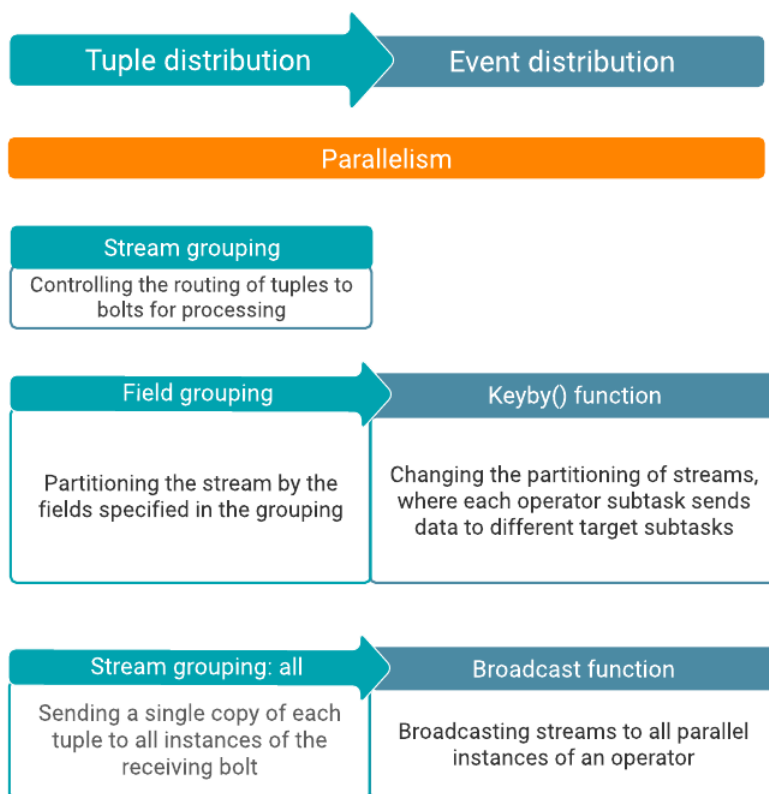 Tuple distribution
Event distribution
Parallelism
Stream grouping
Controlling the routing of tuples to
bolts for processing
Field grouping
Keyby() function
Partitioning the stream by the
fields specified in the grouping
Changing the partitioning of streams,
where each operator subtask sends
data to different target subtasks
Stream grouping: all
Broadcast function
Sending a single copy of each
tuple to all instances of the
receiving bolt
Broadcasting streams to all parallel
instances of an operator